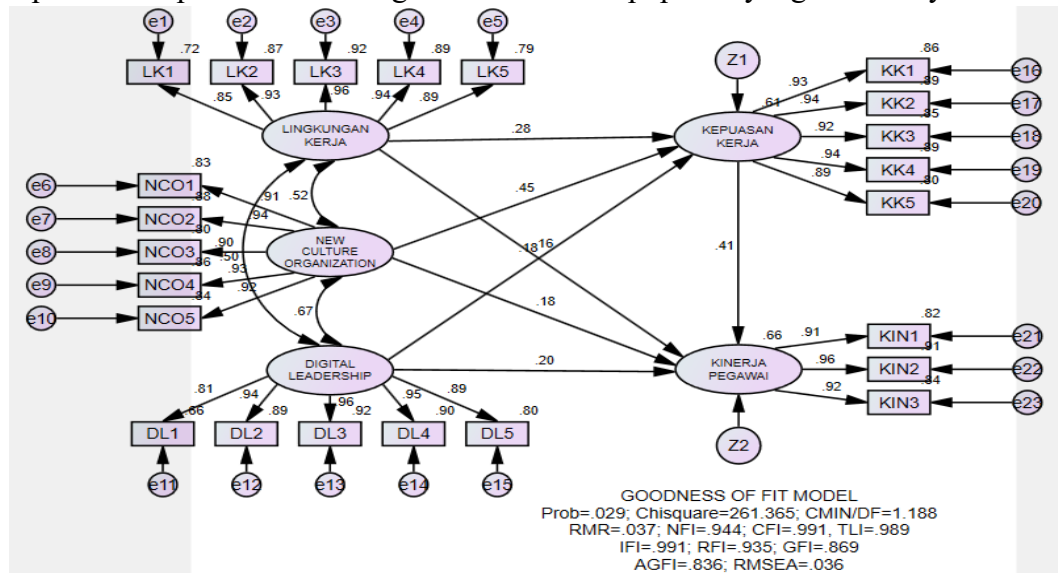 e1 e2 e3 e4 e5
.72 .87 .92 .89 .79
LK1 LK2 LK3 LK4 LK5
.85 .93 .96 .94 .89
LINGKUNGAN
KERJA
Z1
.61
KEPUASAN
KERJA
.86
.93 KK1 e16
.89
.94 KK2 e17
.85
.92 KK3 e18
.89
.94 KK4 e19
.80
.89 KK5 e20
.28
.45
.52
.83
e6 NCO1 .91
.88
e7 NCO2 .94
.80
e8 NCO3 .90
.50
.86
e9 NCO4 .93
.84
e10 NCO5 .92
NEW
CULTURE
ORGANIZATION
.18 .16
.41
.18
.67
.20
DIGITAL
LEADERSHIP
.81 .94 .96 .95 .89
.66 .89 .92 .90 .80
DL1 DL2 DL3 DL4 DL5
e11 e12 e13 e14 e15
.66
KINERJA
PEGAWAI
Z2
.82
.91 KIN1 e21
.91
.96 KIN2 e22
.84
.92 KIN3 e23
GOODNESS OF FIT MODEL
Prob=.029; Chisquare=261.365; CMIN/DF=1.188
RMR=.037; NFI=.944; CFI=.991, TLI=.989
IFI=.991; RFI=.935; GFI=.869
AGFI=.836; RMSEA=.036